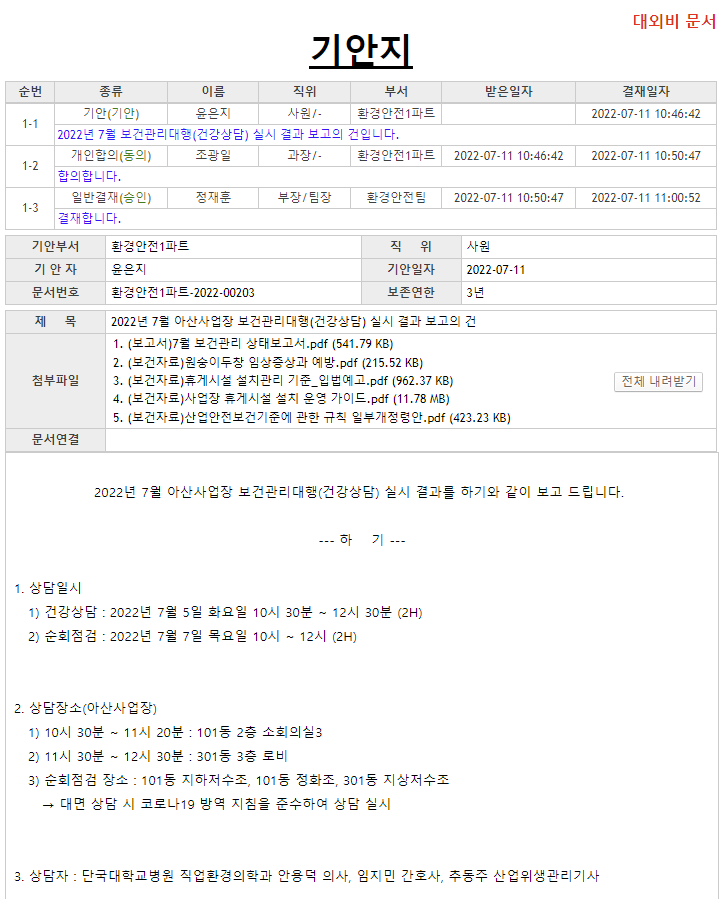 대외비 문서
기안지
순번 종류 이름 직위 부서 받은일자 결재일자
1-1 기안(기안) 윤은지 사원/- 환경안전1파트 2022-07-11 10:46:42
2022년 7월 보건관리대행(건강상담) 실시 결과 보고의 건입니다.
1-2 개인합의(동의) 조광일 과장/- 환경안전1파트 2022-07-11 10:46:42 2022-07-11 10:50:47
합의합니다.
1-3 일반결재(승인) 정재훈 부장/팀장 환경안전팀 2022-07-11 10:50:47 2022-07-11 11:00:52
결재합니다.
기안부서 환경안전1파트 직 위 사원
기 안 자 윤은지 기안일자 2022-07-11
문서번호 환경안전1파트-2022-00203 보존연한 3년
제 목 2022년 7월 아산사업장 보건관리대행(건강상담) 실시 결과 보고의 건
첨부파일
1. (보고서)7월 보건관리 상태보고서.pdf (541.79 KB)
2. (보건자료)원숭이두창 임상증상과 예방.pdf (215.52 KB)
3. (보건자료)휴게시설 설치관리 기준_입법예고.pdf (962.37 KB) 전체 내려받기
4. (보건자료)사업장 휴게시설 설치 운영 가이드.pdf (11.78 MB)
5. (보건자료)산업안전보건기준에 관한 규칙 일부개정령안.pdf (423.23 KB)
문서연결
2022년 7월 아산사업장 보건관리대행(건강상담) 실시 결과를 하기와 같이 보고 드립니다.
--- 하 기 ---
1. 상담일시
1) 건강상담 : 2022년 7월 5일 화요일 10시 30분 ~ 12시 30분 (2H)
2) 순회점검 : 2022년 7월 7일 목요일 10시 ~ 12시 (2H)
2. 상담장소(아산사업장)
1) 10시 30분 ~ 11시 20분 : 101동 2층 소회의실3
2) 11시 30분 ~ 12시 30분 : 301동 3층 로비
3) 순회점검 장소 : 101동 지하저수조, 101동 정화조, 301동 지상저수조
→ 대면 상담 시 코로나19 방역 지침을 준수하여 상담 실시
3. 상담자 : 단국대학교병원 직업환경의학과 안용덕 의사, 임지민 간호사, 추동주 산업위생관리기사